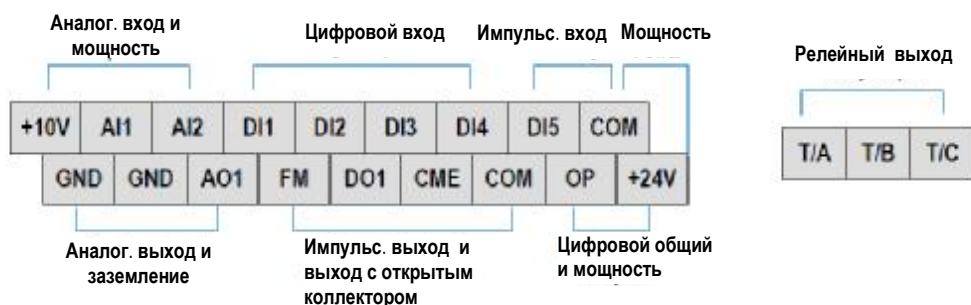 Аналог. вход и
мощность
Цифровой вход
Импульс. вход
Мощность
Релейный выход
+10V AI1 AI2 DI1 DI2 DI3 DI4 DI5 COM
GND GND AO1 FM DO1 CME COM OP +24V
T/A T/B T/C
Аналог. выход и
заземление
Импульс. выход и
выход с открытым
коллектором
Цифровой общий
и мощность